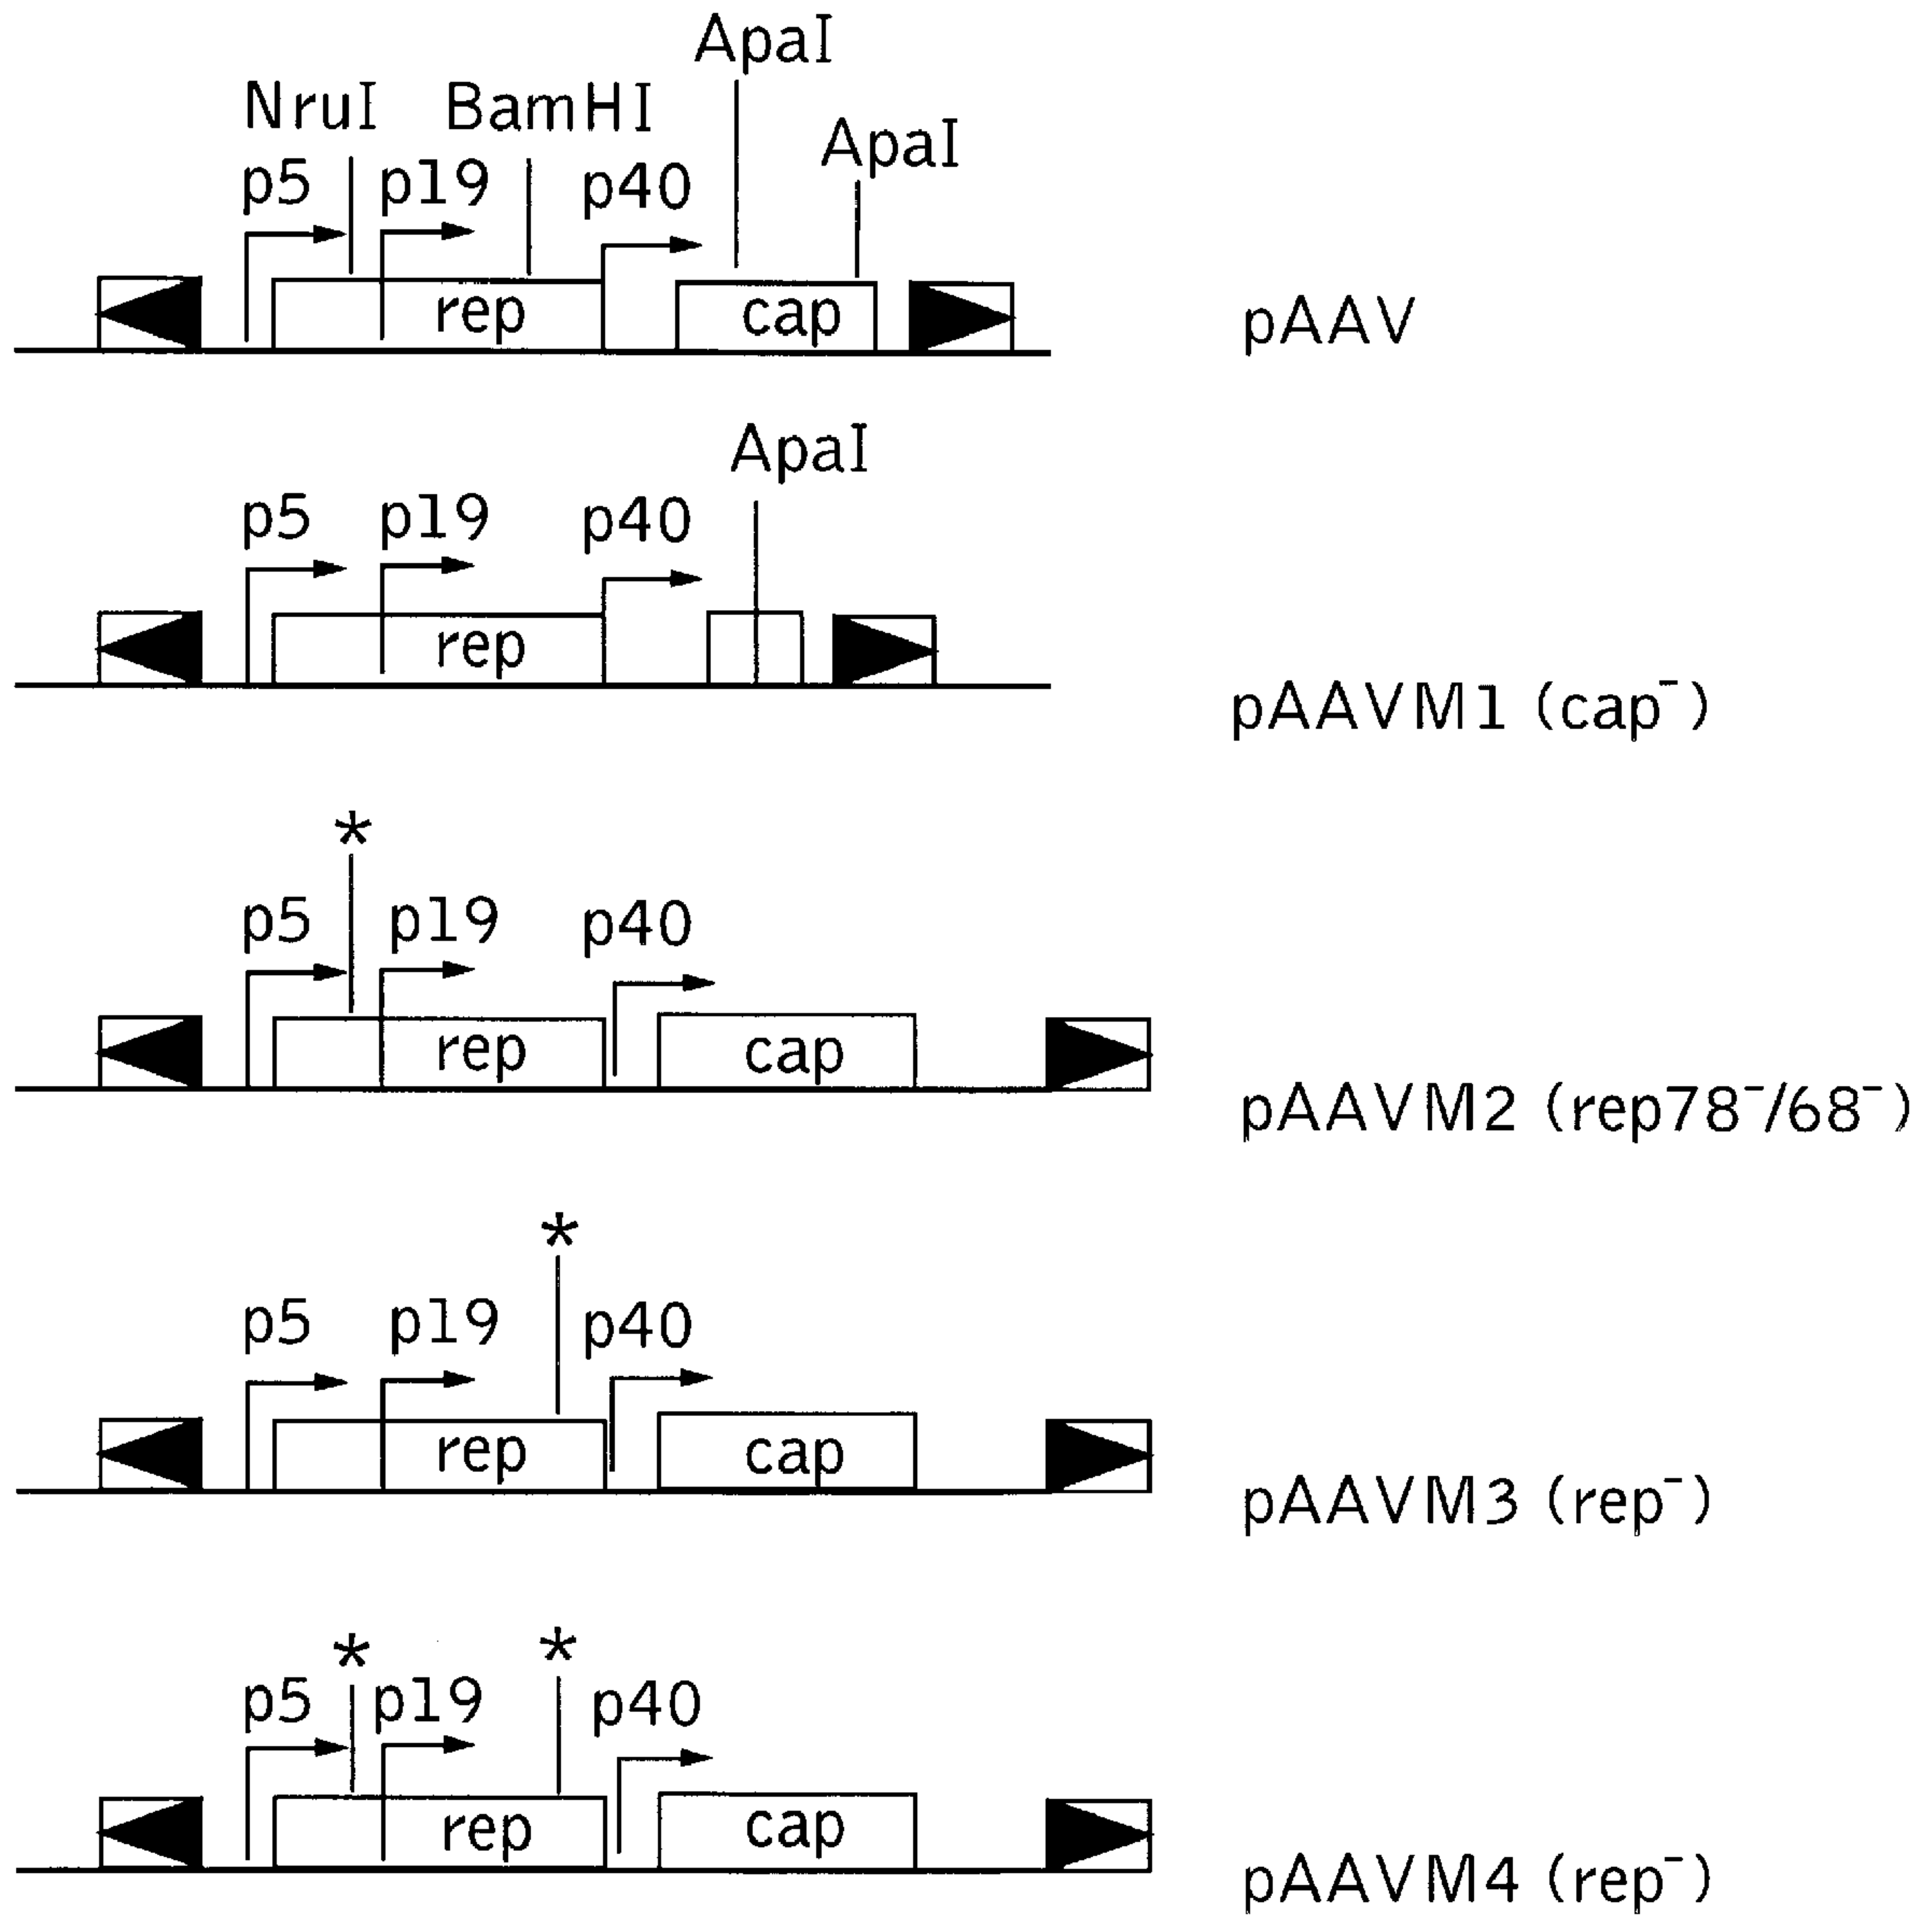 ApaI
NruI BamHI
ApaI
p5 p19 p40
rep cap
pAAV
ApaI
p5 p19 p40
rep
pAAVM1 (cap⁻)
*
p5 p19 p40
rep cap
pAAVM2 (rep78⁻/68⁻)
*
p5 p19 p40
rep cap
pAAVM3 (rep⁻)
* *
p5 p19 p40
rep cap
pAAVM4 (rep⁻)